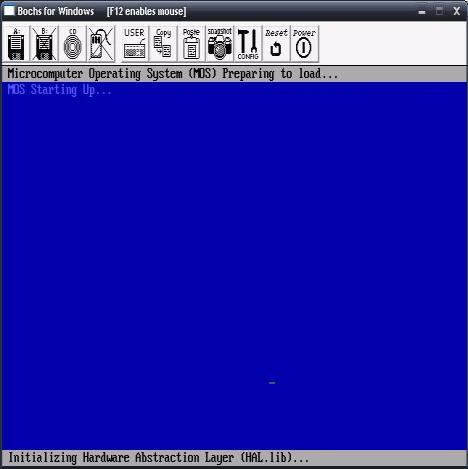 Bochs for Windows [F12 enables mouse]
A: B: CD USER Copy Paste snapshot CONFIG Reset Power
Microcomputer Operating System (MOS) Preparing to load...
MOS Starting Up...
Initializing Hardware Abstraction Layer (HAL.lib)...